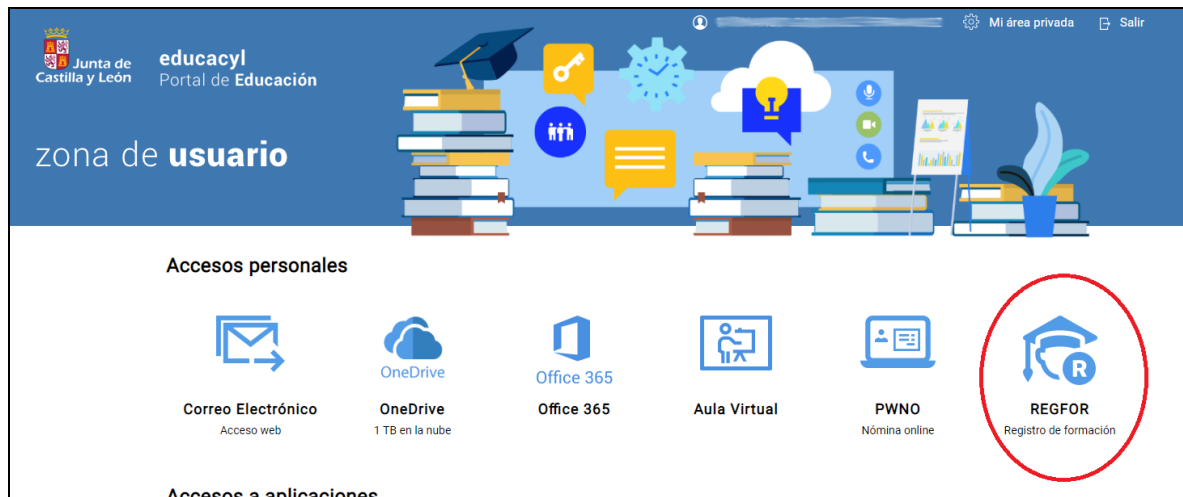 Mi área privada
Salir
Junta de
Castilla y León
educacyl
Portal de Educación
zona de usuario
Accesos personales
OneDrive
Office 365
R
Correo Electrónico
Acceso web
OneDrive
1 TB en la nube
Office 365
Aula Virtual
PWNO
Nómina online
REGFOR
Registro de formación
Accesos a aplicaciones